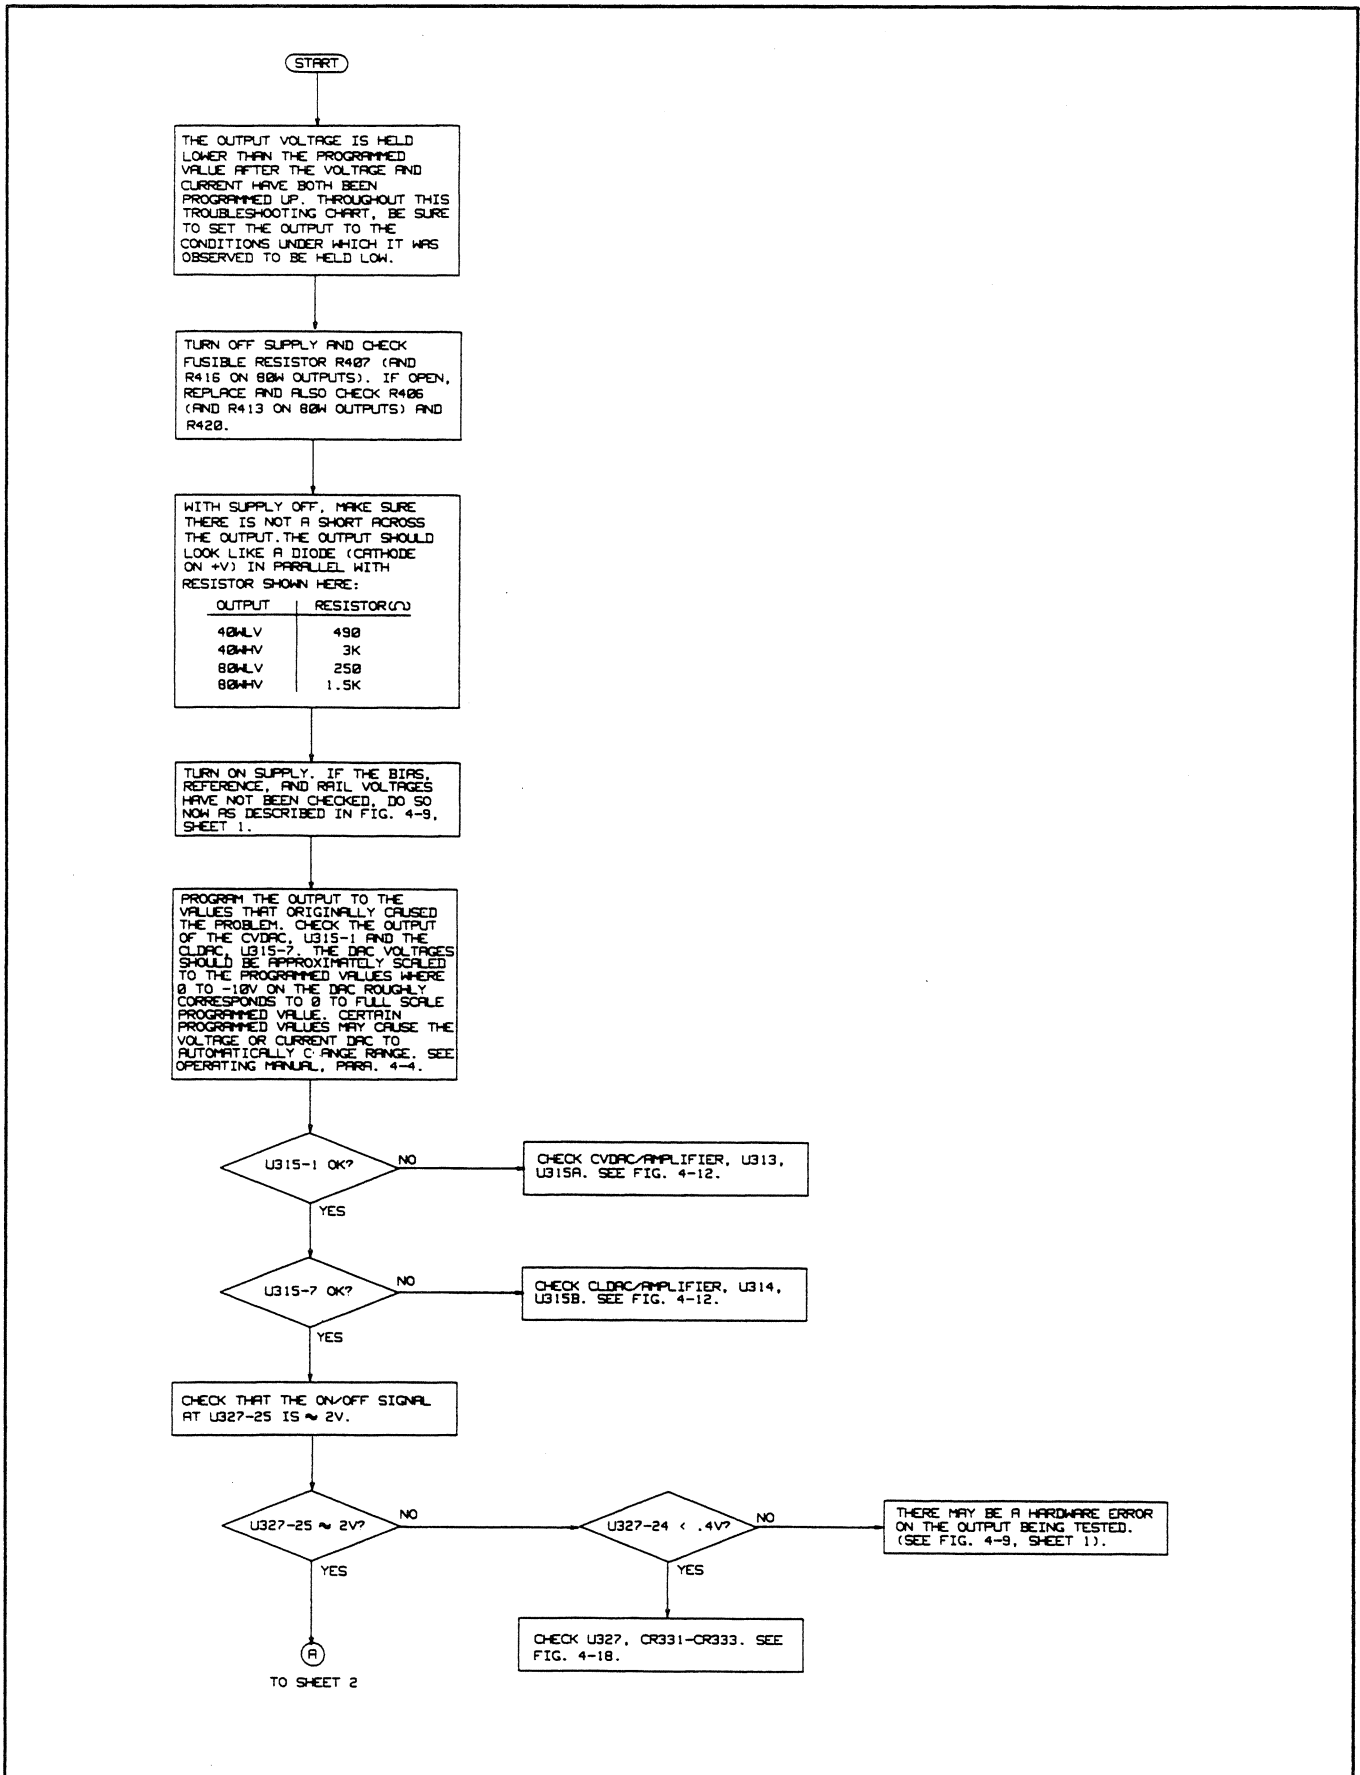 START
THE OUTPUT VOLTAGE IS HELD
LOWER THAN THE PROGRAMMED
VALUE AFTER THE VOLTAGE AND
CURRENT HAVE BOTH BEEN
PROGRAMMED UP. THROUGHOUT THIS
TROUBLESHOOTING CHART, BE SURE
TO SET THE OUTPUT TO THE
CONDITIONS UNDER WHICH IT WAS
OBSERVED TO BE HELD LOW.
TURN OFF SUPPLY AND CHECK
FUSIBLE RESISTOR R407 (AND
R416 ON 80W OUTPUTS). IF OPEN,
REPLACE AND ALSO CHECK R406
(AND R413 ON 80W OUTPUTS) AND
R420.
WITH SUPPLY OFF, MAKE SURE
THERE IS NOT A SHORT ACROSS
THE OUTPUT.THE OUTPUT SHOULD
LOOK LIKE A DIODE (CATHODE
ON +V) IN PARALLEL WITH
RESISTOR SHOWN HERE:
OUTPUT RESISTOR(Ω)
40WLV 490
40WHV 3K
80WLV 250
80WHV 1.5K
TURN ON SUPPLY. IF THE BIAS,
REFERENCE, AND RAIL VOLTAGES
HAVE NOT BEEN CHECKED, DO SO
NOW AS DESCRIBED IN FIG. 4-9,
SHEET 1.
PROGRAM THE OUTPUT TO THE
VALUES THAT ORIGINALLY CAUSED
THE PROBLEM. CHECK THE OUTPUT
OF THE CVDAC, U315-1 AND THE
CLDAC, U315-7. THE DAC VOLTAGES
SHOULD BE APPROXIMATELY SCALED
TO THE PROGRAMMED VALUES WHERE
0 TO -10V ON THE DAC ROUGHLY
CORRESPONDS TO 0 TO FULL SCALE
PROGRAMMED VALUE. CERTAIN
PROGRAMMED VALUES MAY CAUSE THE
VOLTAGE OR CURRENT DAC TO
AUTOMATICALLY C ANGE RANGE. SEE
OPERATING MANUAL, PARA. 4-4.
U315-1 OK?
NO
CHECK CVDAC/AMPLIFIER, U313,
U315A. SEE FIG. 4-12.
YES
U315-7 OK?
NO
CHECK CLDAC/AMPLIFIER, U314,
U315B. SEE FIG. 4-12.
YES
CHECK THAT THE ON/OFF SIGNAL
AT U327-25 IS ~ 2V.
U327-25 ~ 2V?
NO
U327-24 < .4V?
NO
THERE MAY BE A HARDWARE ERROR
ON THE OUTPUT BEING TESTED.
(SEE FIG. 4-9, SHEET 1).
YES
YES
CHECK U327, CR331-CR333. SEE
FIG. 4-18.
A
TO SHEET 2